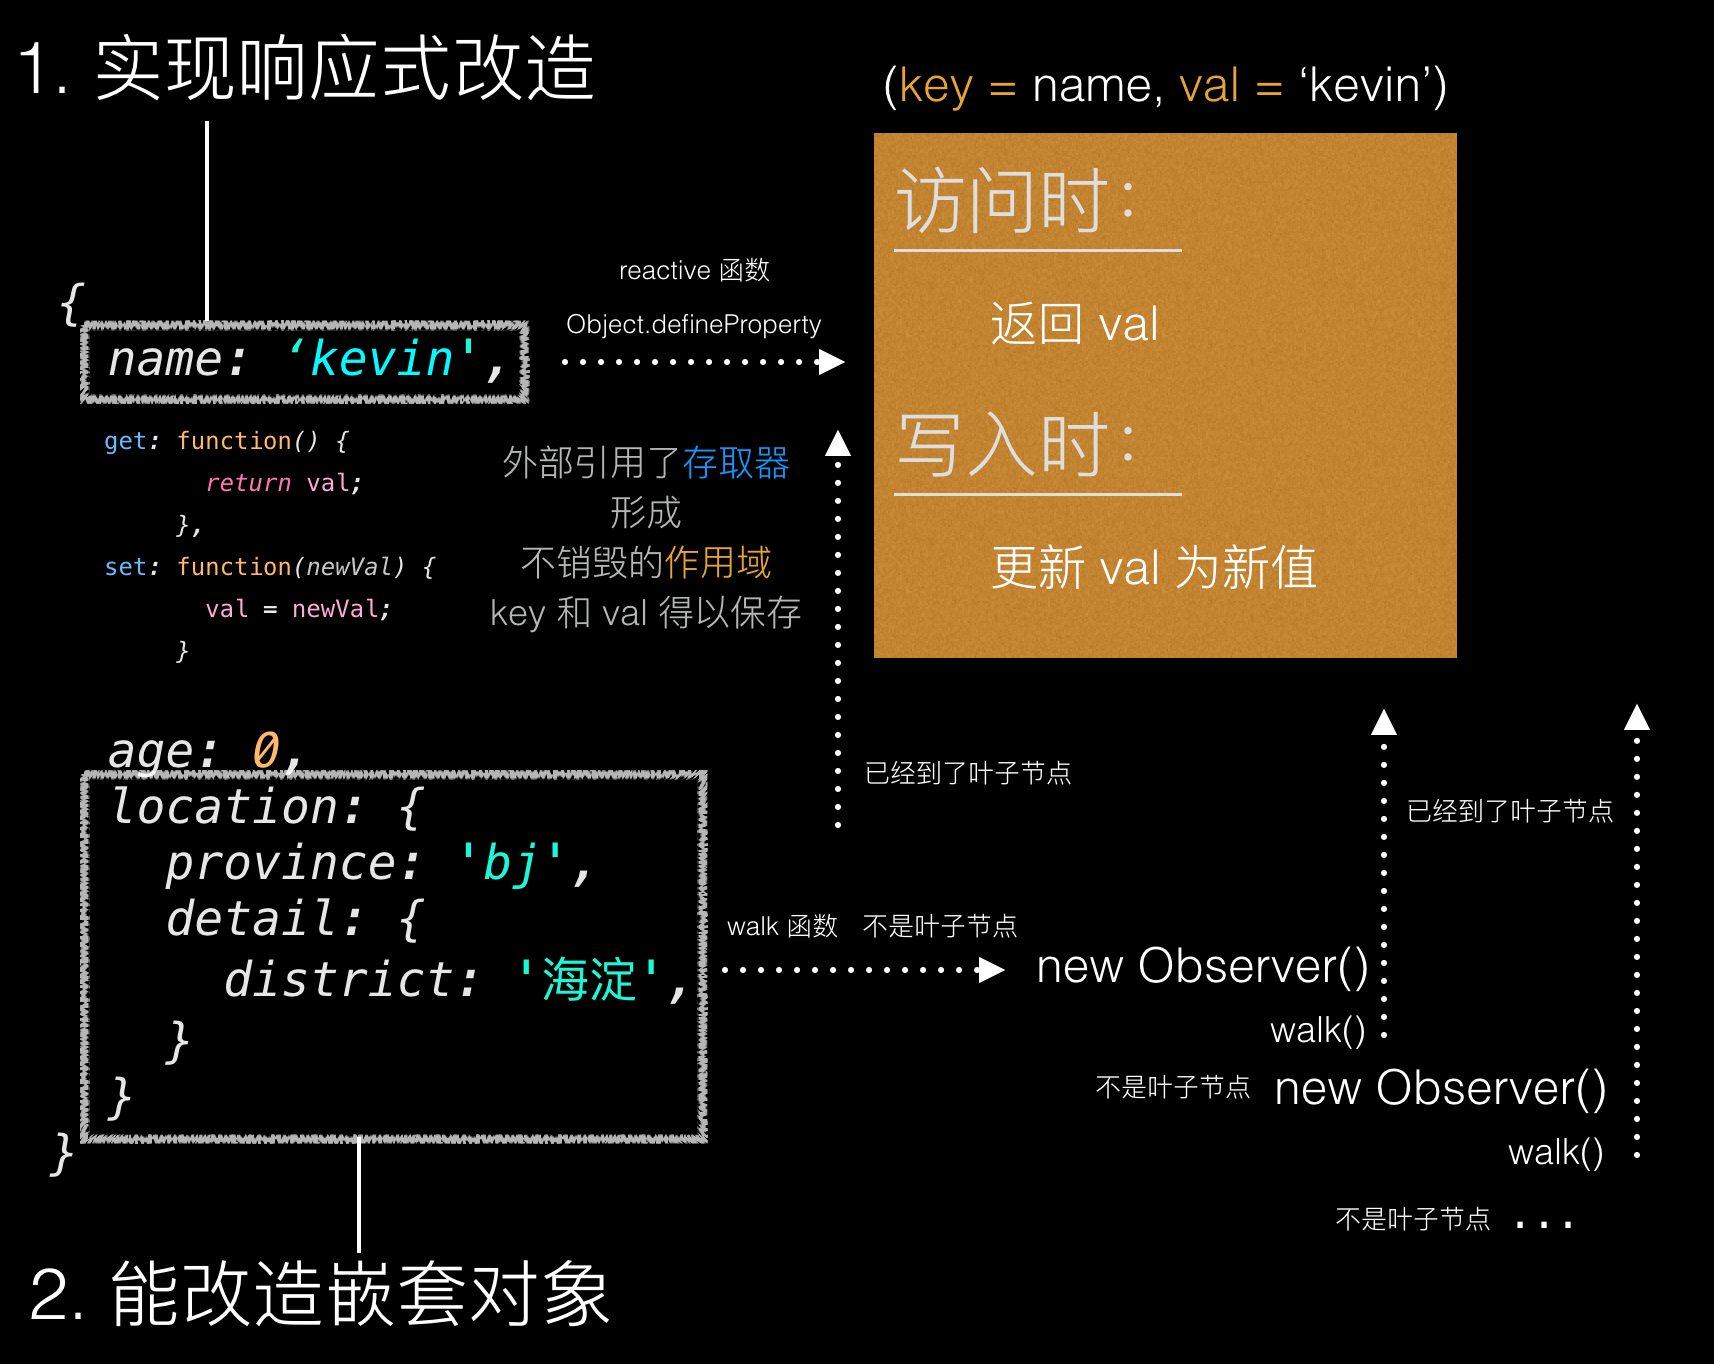 1. 实现响应式改造
(key = name, val = ‘kevin’)
访问时：
返回 val
写入时：
更新 val 为新值
reactive 函数
Object.defineProperty
{
name: ‘kevin',
get: function() {
return val;
},
set: function(newVal) {
val = newVal;
}
外部引用了存取器
形成
不销毁的作用域
key 和 val 得以保存
age: 0,
location: {
province: 'bj',
detail: {
district: '海淀',
}
}
}
已经到了叶子节点
已经到了叶子节点
walk 函数 不是叶子节点
new Observer()
walk()
不是叶子节点 new Observer()
walk()
不是叶子节点 ...
2. 能改造嵌套对象